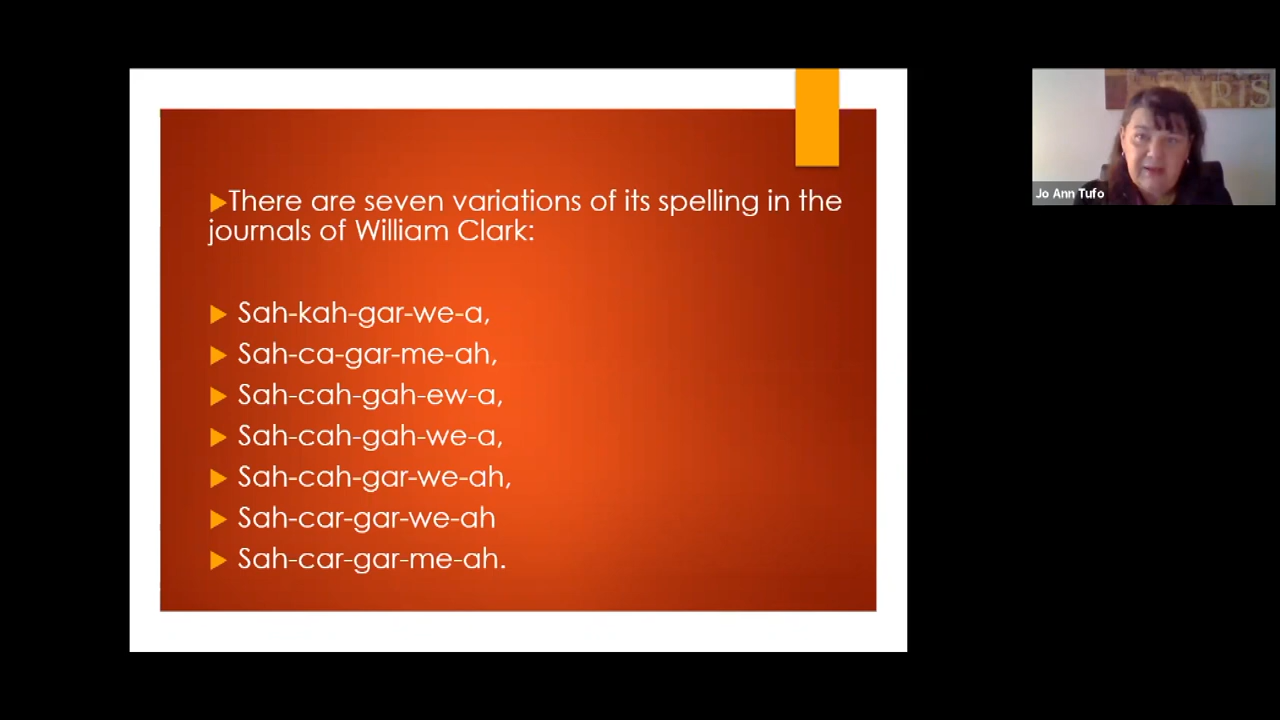 There are seven variations of its spelling in the
journals of William Clark:
Sah-kah-gar-we-a,
Sah-ca-gar-me-ah,
Sah-cah-gah-ew-a,
Sah-cah-gah-we-a,
Sah-cah-gar-we-ah,
Sah-car-gar-we-ah
Sah-car-gar-me-ah.
PARIS
Jo Ann Tufo